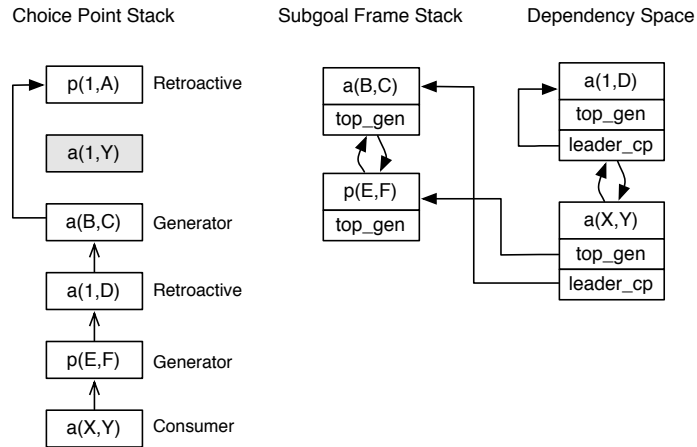 Choice Point Stack
Subgoal Frame Stack
Dependency Space
p(1,A)
Retroactive
a(1,Y)
a(B,C)
Generator
a(1,D)
Retroactive
p(E,F)
Generator
a(X,Y)
Consumer
a(B,C)
top_gen
p(E,F)
top_gen
a(1,D)
top_gen
leader_cp
a(X,Y)
top_gen
leader_cp